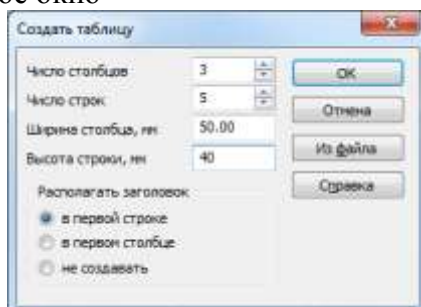 ое окно
Создать таблицу
Число столбцов 3 OK
Число строк 5 Отмена
Ширина столбца, мм 50.00 Из файла
Высота строки, мм 40 Справка
Располагать заголовок
в первой строке
в первом столбце
не создавать